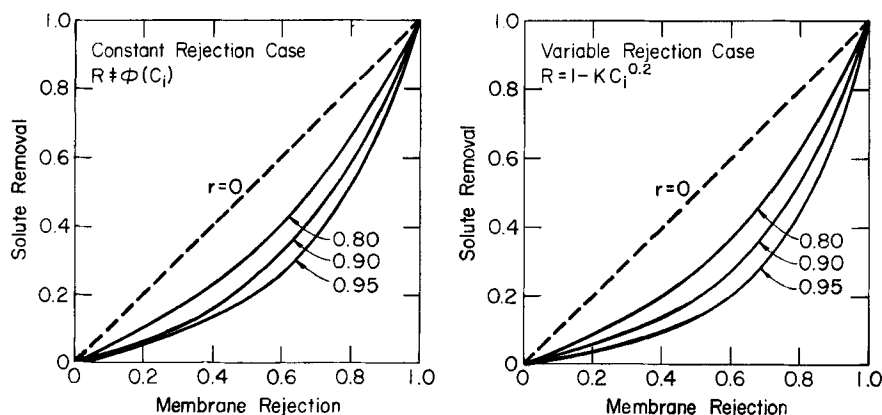 Constant Rejection Case
R ≠ Φ(Cᵢ)
Solute Removal
1.0
0.8
0.6
0.4
0.2
0
r=0
0.80
0.90
0.95
0 0.2 0.4 0.6 0.8 1.0
Membrane Rejection
Variable Rejection Case
R=1-KCᵢ^0.2
Solute Removal
1.0
0.8
0.6
0.4
0.2
0
r=0
0.80
0.90
0.95
0 0.2 0.4 0.6 0.8 1.0
Membrane Rejection